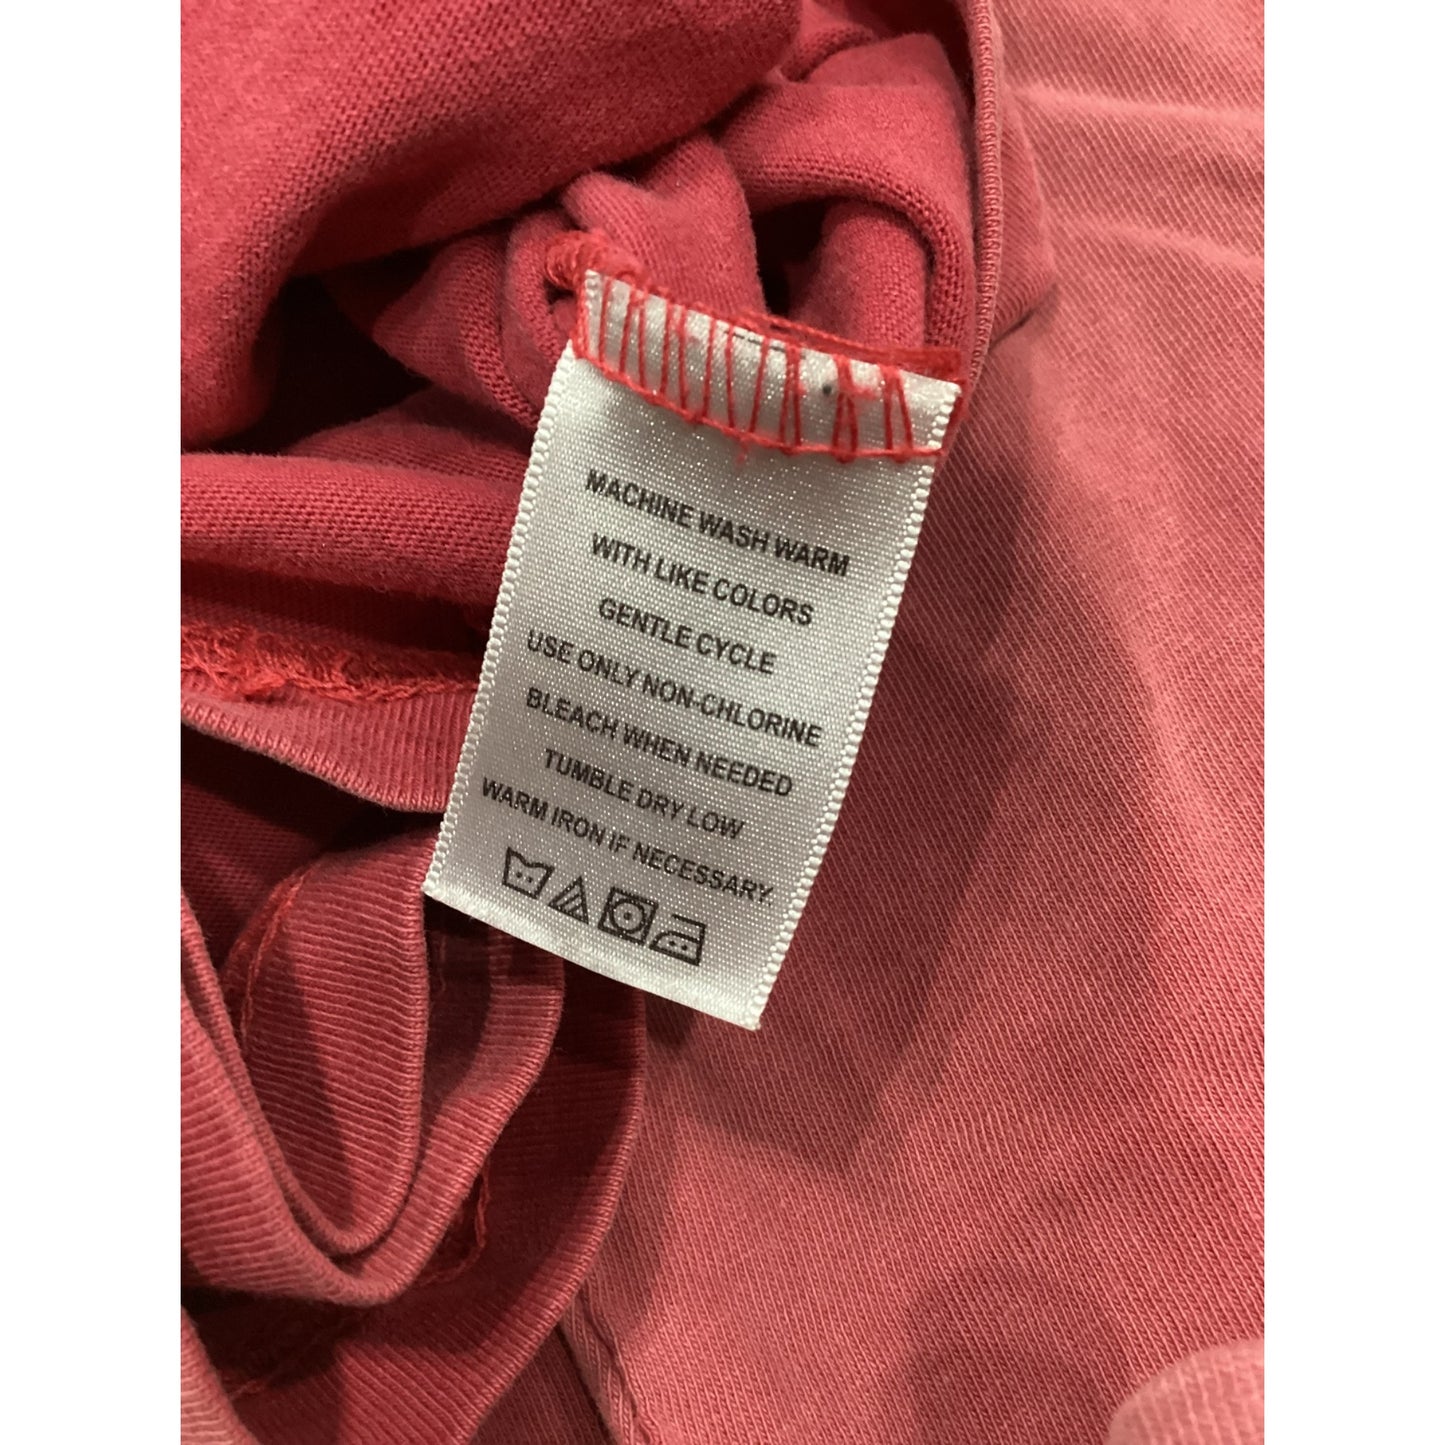 MACHINE WASH WARM
WITH LIKE COLORS
GENTLE CYCLE
USE ONLY NON-CHLORINE
BLEACH WHEN NEEDED
TUMBLE DRY LOW
WARM IRON IF NECESSARY